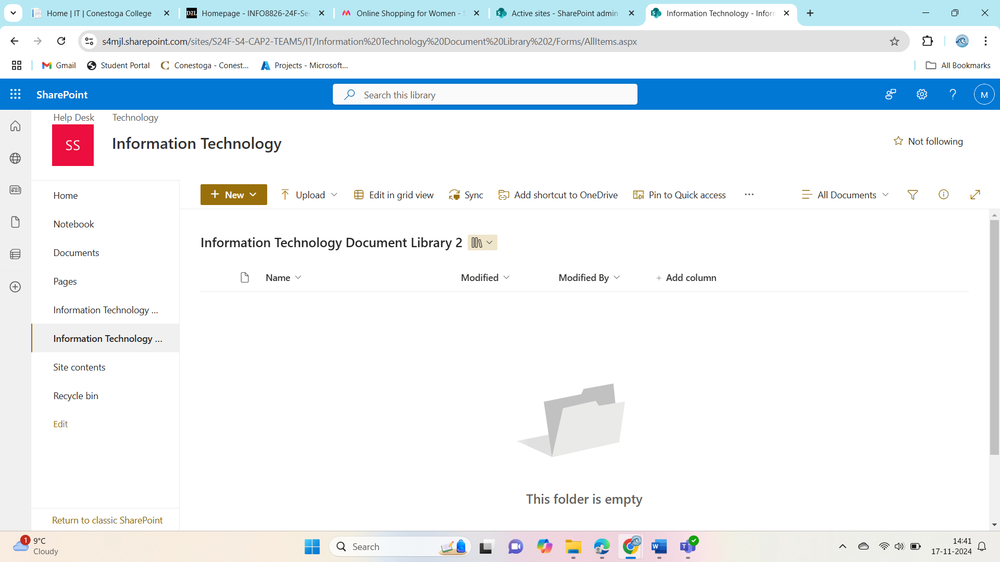 Home | IT | Conestoga College
D2L Homepage - INFO8826-24F-Sec
Online Shopping for Women - S
Active sites - SharePoint admin
Information Technology - Inform
s4mjl.sharepoint.com/sites/S24F-S4-CAP2-TEAM5/IT/Information%20Technology%20Document%20Library%202/Forms/AllItems.aspx
Gmail
Student Portal
Conestoga - Conest...
Projects - Microsoft...
All Bookmarks
SharePoint
Search this library
M
Help Desk
Technology
SS
Information Technology
Not following
Home
Notebook
Documents
Pages
Information Technology ...
Information Technology ...
Site contents
Recycle bin
Edit
Return to classic SharePoint
New
Upload
Edit in grid view
Sync
Add shortcut to OneDrive
Pin to Quick access
All Documents
Information Technology Document Library 2
Name
Modified
Modified By
+ Add column
This folder is empty
1
9°C
Cloudy
Search
14:41
17-11-2024